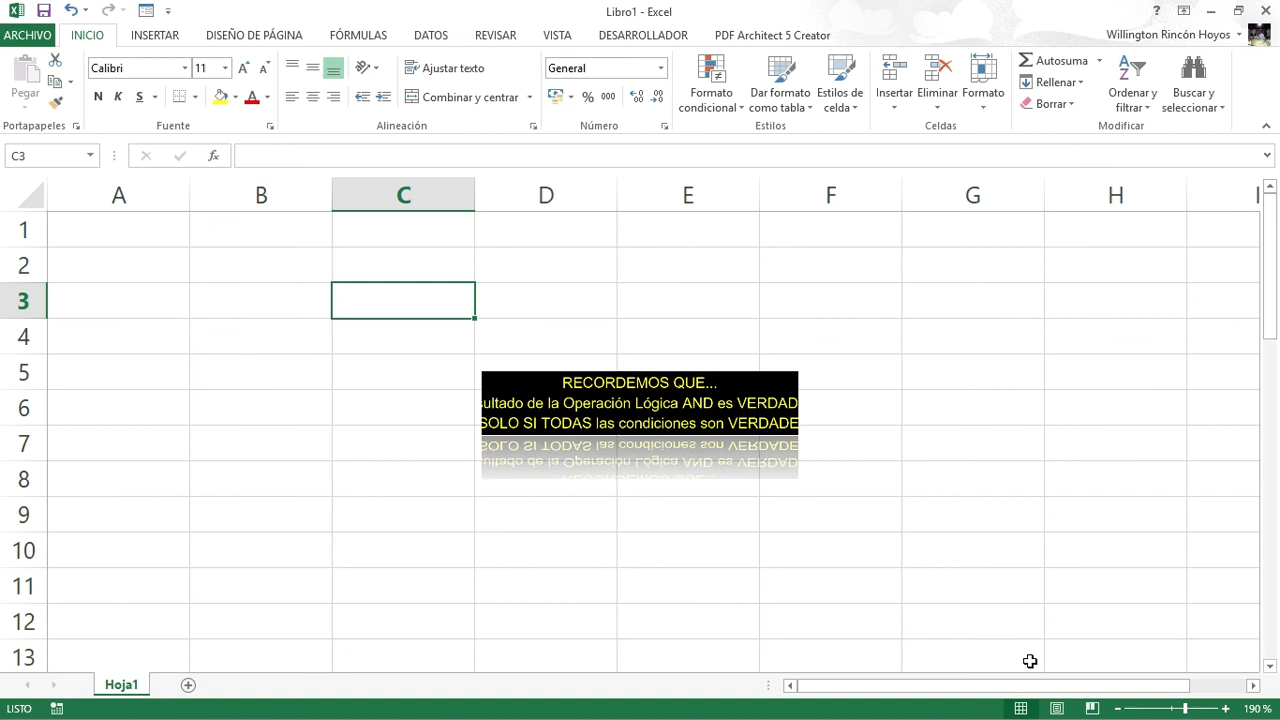 Libro1 - Excel
ARCHIVO INICIO INSERTAR DISEÑO DE PÁGINA FÓRMULAS DATOS REVISAR VISTA DESARROLLADOR PDF Architect 5 Creator Willington Rincón Hoyos
Pegar
Calibri 11
N K S
Ajustar texto
Combinar y centrar
General
% 000
Formato condicional
Dar formato como tabla
Estilos de celda
Insertar Eliminar Formato
Autosuma
Rellenar
Borrar
Ordenar y filtrar
Buscar y seleccionar
Portapapeles Fuente Alineación Número Estilos Celdas Modificar
C3 fx
A B C D E F G H I
1
2
3
4
5
6
7
8
9
10
11
12
13
RECORDEMOS QUE...
sultado de la Operación Lógica AND es VERDAD
SOLO SI TODAS las condiciones son VERDADE
Hoja1
LISTO 190 %